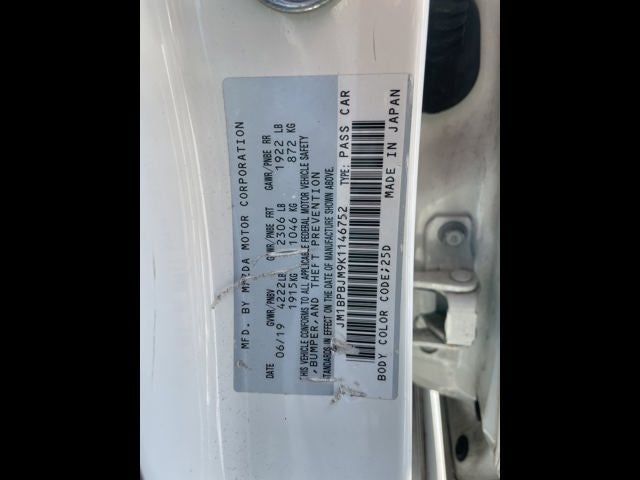 MFD. BY MAZDA MOTOR CORPORATION
GVWR/PNBV GVWR/PNBE FRT GAWR/PNBE RR
DATE 06/19 4222LB 2306 LB 1922 LB
1915KG 1046 KG 872 KG
THIS VEHICLE CONFORMS TO ALL APPLICABLE FEDERAL MOTOR VEHICLE SAFETY
,BUMPER,AND THEFT PREVENTION
STANDARDS IN EFFECT ON THE DATE OF MANUFACTURE SHOWN ABOVE.
JM1BPBJM9K1146752 TYPE: PASS CAR
BODY COLOR CODE;25D MADE IN JAPAN